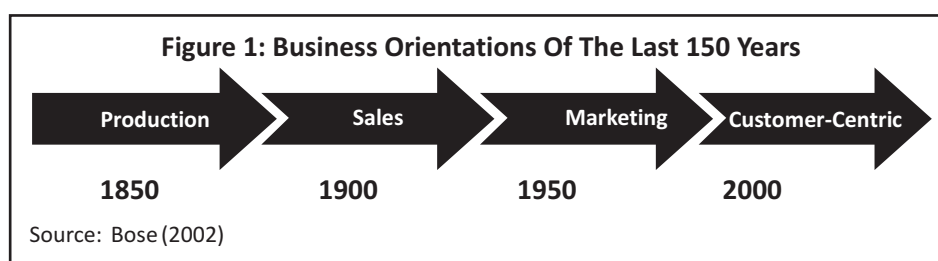 Figure 1: Business Orientations Of The Last 150 Years
Production Sales Marketing Customer-Centric
1850 1900 1950 2000
Source: Bose (2002)